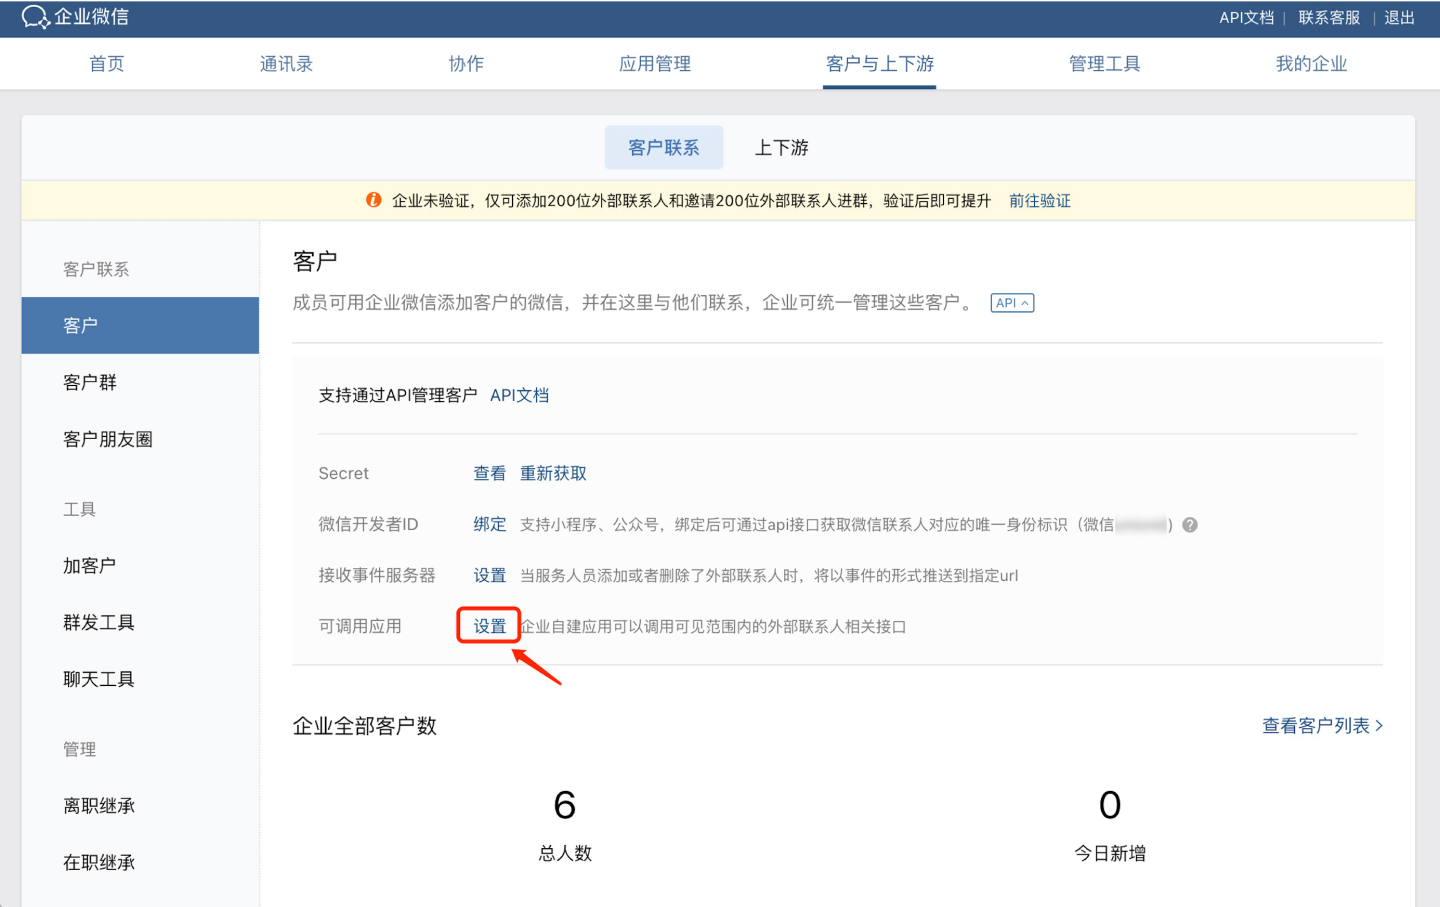 企业微信
API文档 | 联系客服 | 退出
首页 通讯录 协作 应用管理 客户与上下游 管理工具 我的企业
客户联系 上下游
企业未验证，仅可添加200位外部联系人和邀请200位外部联系人进群，验证后即可提升 前往验证
客户联系
客户
客户群
客户朋友圈
工具
加客户
群发工具
聊天工具
管理
离职继承
在职继承
客户
成员可用企业微信添加客户的微信，并在这里与他们联系，企业可统一管理这些客户。 API
支持通过API管理客户 API文档
Secret 查看 重新获取
微信开发者ID 绑定 支持小程序、公众号，绑定后可通过api接口获取微信联系人对应的唯一身份标识（微信）
接收事件服务器 设置 当服务人员添加或者删除了外部联系人时，将以事件的形式推送到指定url
可调用应用 设置 企业自建应用可以调用可见范围内的外部联系人相关接口
企业全部客户数 查看客户列表
6 0
总人数 今日新增